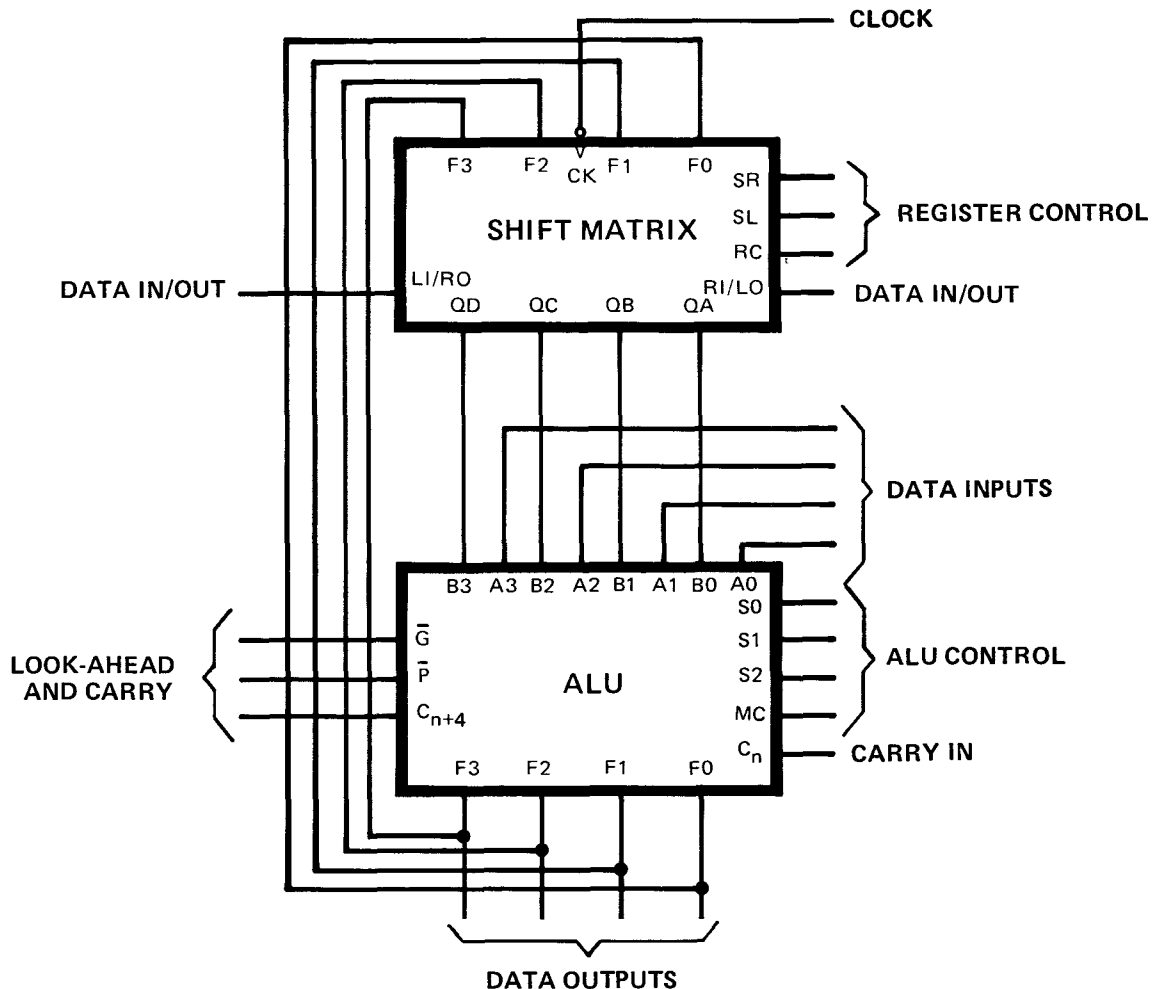 CLOCK
F3 F2 F1 F0
CK
SR
SHIFT MATRIX
SL
REGISTER CONTROL
RC
LI/RO
RI/LO
DATA IN/OUT
DATA IN/OUT
QD QC QB QA
DATA INPUTS
B3 A3 B2 A2 B1 A1 B0 A0
S0
G̅
S1
LOOK-AHEAD
AND CARRY
P̅
ALU
S2
ALU CONTROL
Cn+4
MC
Cn
CARRY IN
F3 F2 F1 F0
DATA OUTPUTS